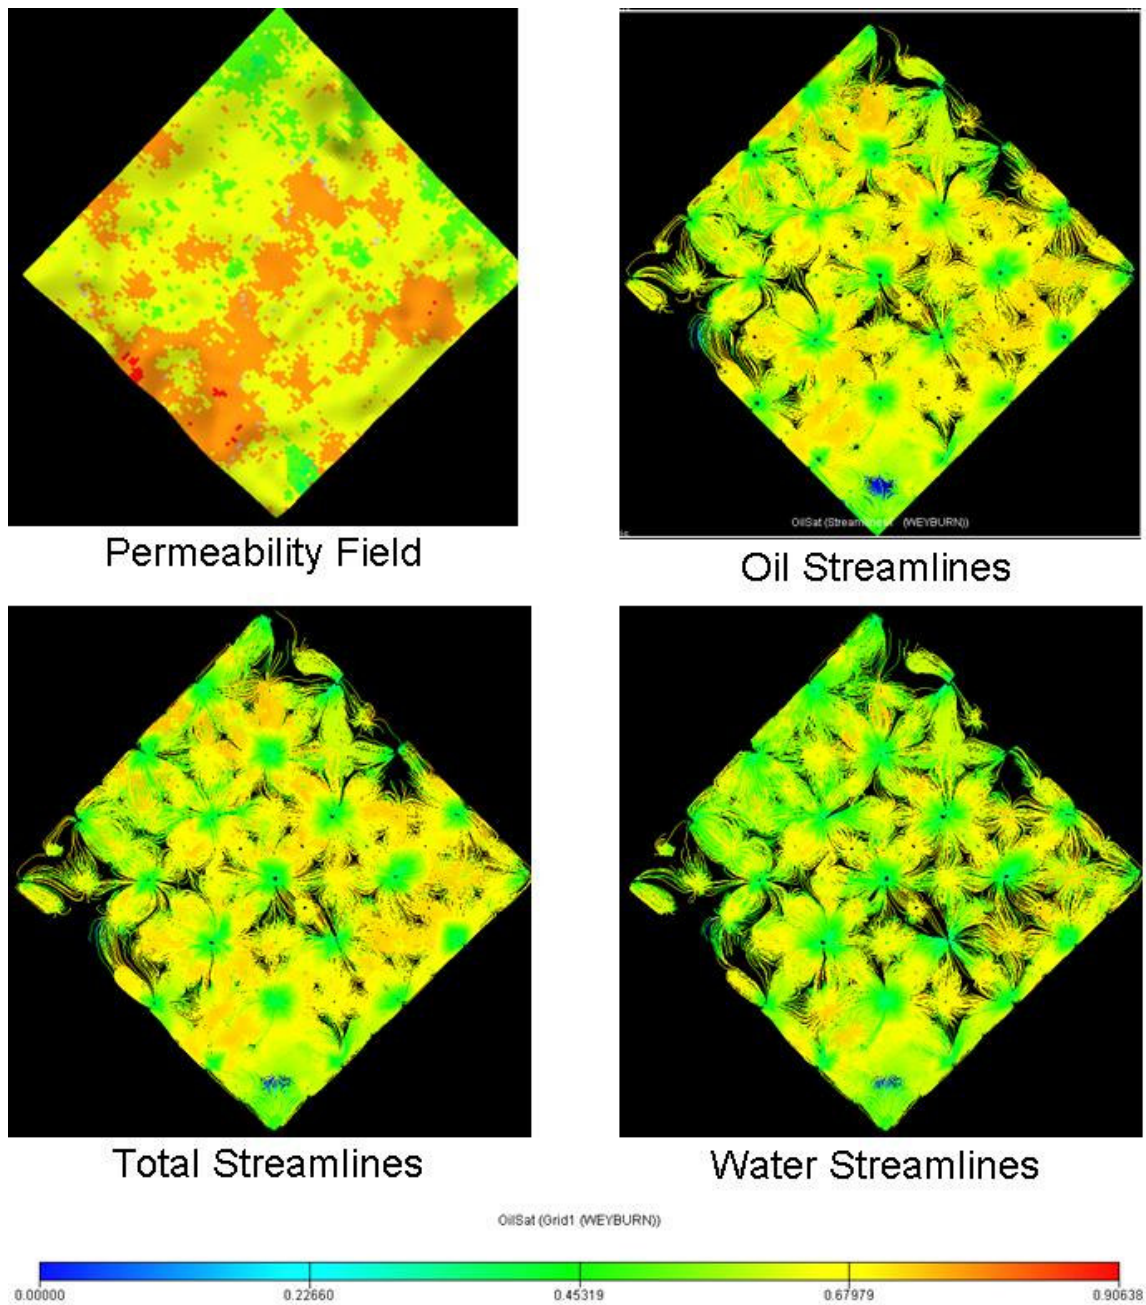 Permeability Field
OilSat (Stream (WEYBURN))
Oil Streamlines
Total Streamlines
Water Streamlines
OilSat (Grid1 (WEYBURN))
0.00000 0.22660 0.45319 0.67979 0.90638